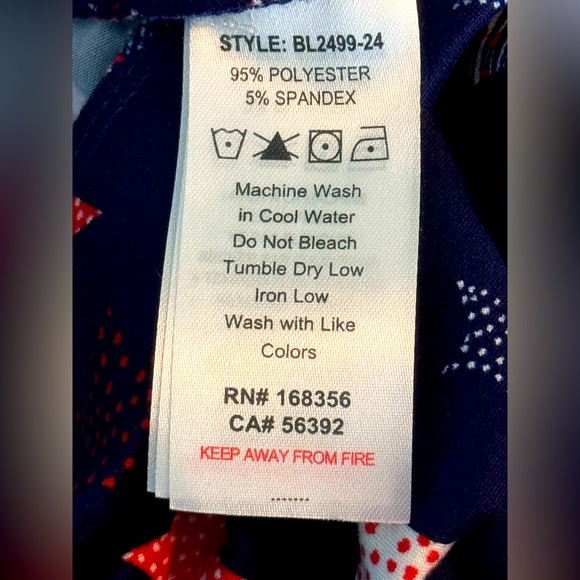 STYLE: BL2499-24
95% POLYESTER
5% SPANDEX
Machine Wash
in Cool Water
Do Not Bleach
Tumble Dry Low
Iron Low
Wash with Like
Colors
RN# 168356
CA# 56392
KEEP AWAY FROM FIRE